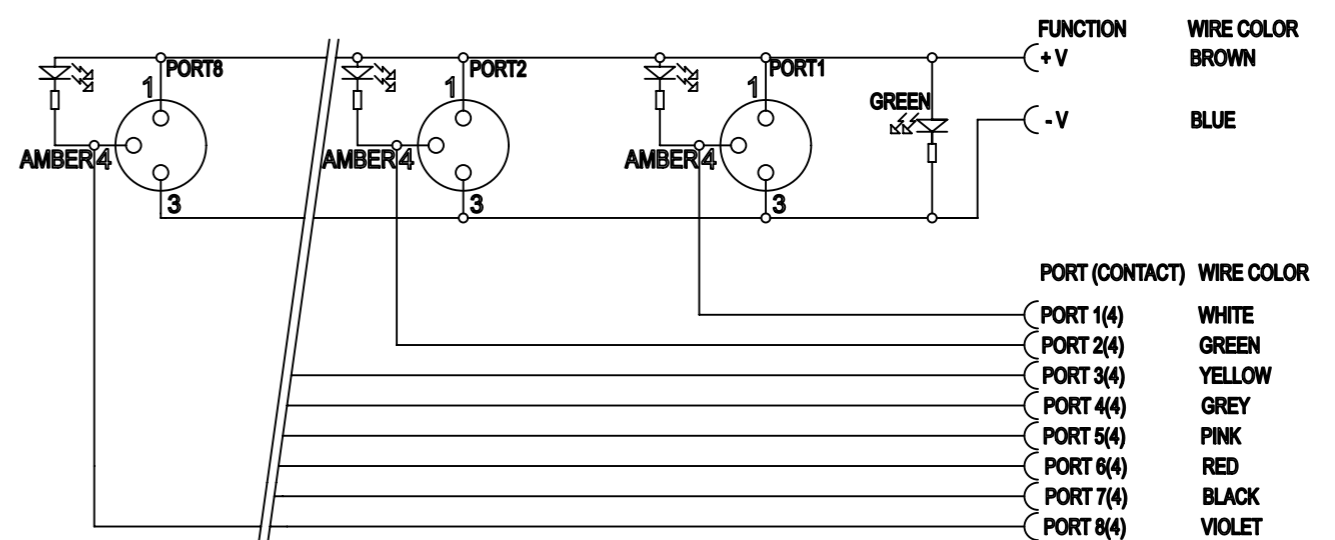 FUNCTION WIRE COLOR
PORT8 PORT2 PORT1 + V BROWN
1 1 1
GREEN
- V BLUE
AMBER 4 AMBER 4 AMBER 4
3 3 3
PORT (CONTACT) WIRE COLOR
PORT 1(4) WHITE
PORT 2(4) GREEN
PORT 3(4) YELLOW
PORT 4(4) GREY
PORT 5(4) PINK
PORT 6(4) RED
PORT 7(4) BLACK
PORT 8(4) VIOLET